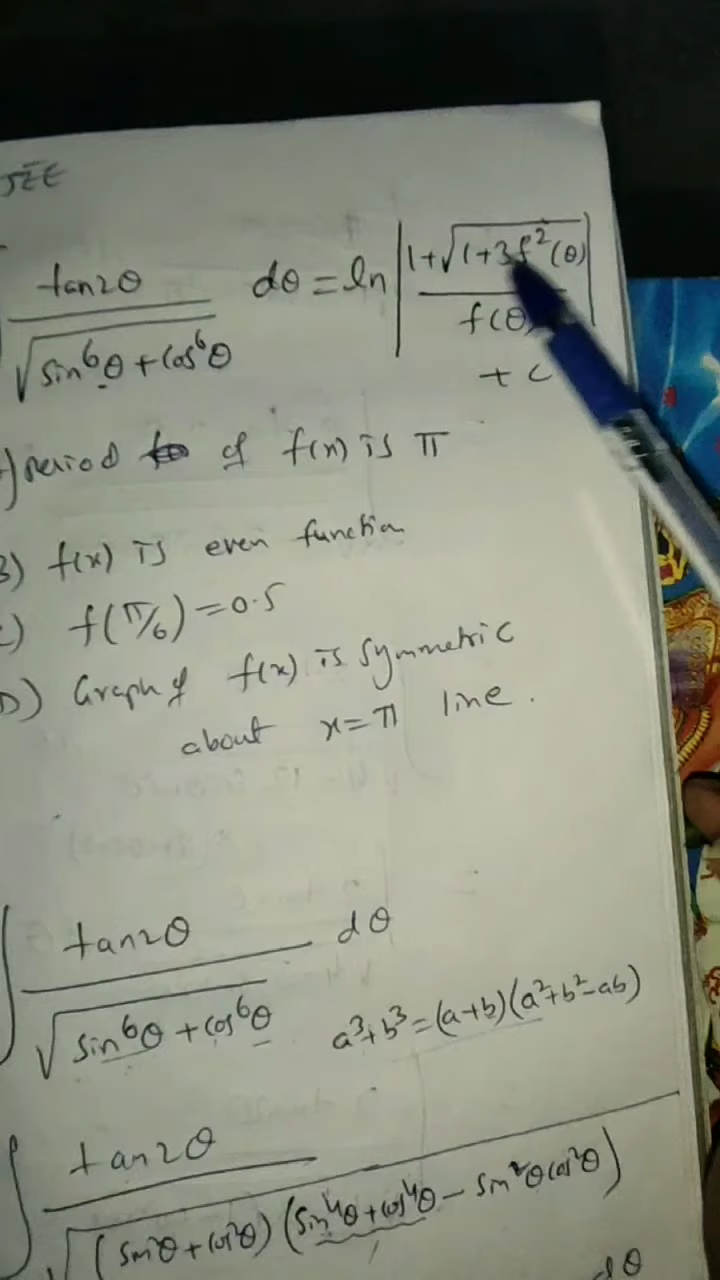 JEE
tan2θ / √(sin⁶θ + cos⁶θ) dθ = ln |(1+√(1+3f²(θ))) / f(θ)|
+ c
A) period of f(x) is π
B) f(x) is even function
C) f(π/6) = 0.5
D) Graph of f(x) is symmetric
about x=π line.
∫ tan2θ / √(sin⁶θ + cos⁶θ) dθ
a³+b³=(a+b)(a²+b²-ab)
∫ tan2θ / √((sin²θ + cos²θ)(sin⁴θ + cos⁴θ - sin²θcos²θ)) dθ